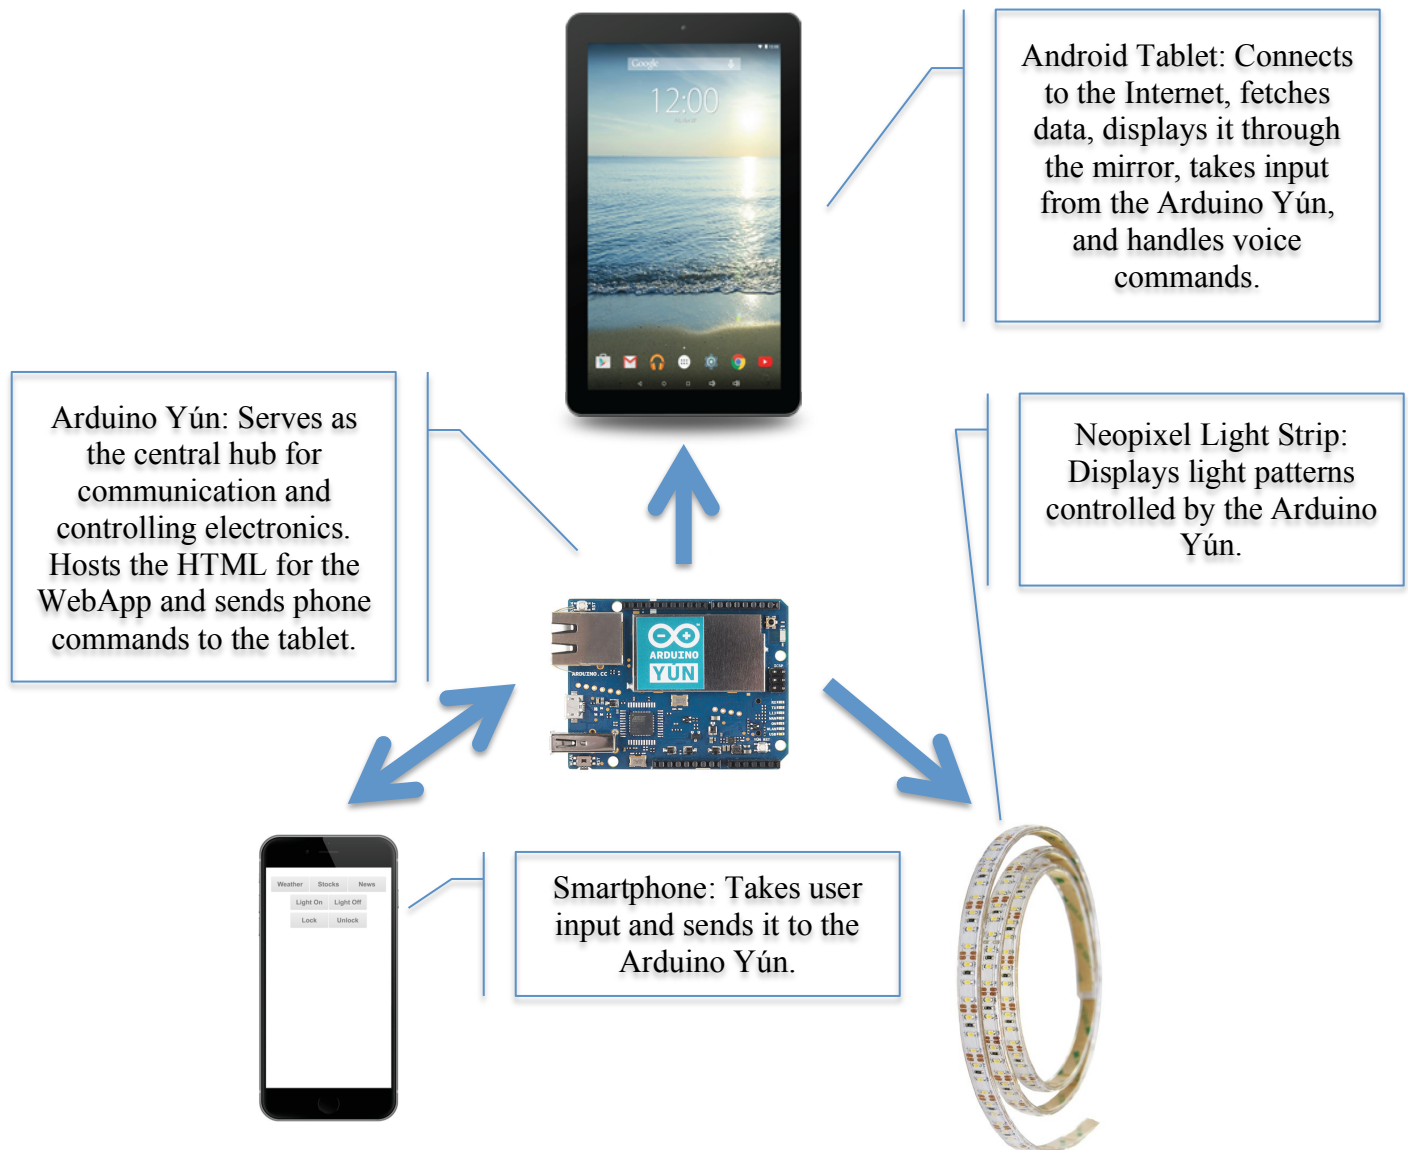 Google
12:00
Android Tablet: Connects
to the Internet, fetches
data, displays it through
the mirror, takes input
from the Arduino Yún,
and handles voice
commands.
Arduino Yún: Serves as
the central hub for
communication and
controlling electronics.
Hosts the HTML for the
WebApp and sends phone
commands to the tablet.
Neopixel Light Strip:
Displays light patterns
controlled by the Arduino
Yún.
ARDUINO
YÚN
ARDUINO.CC
Weather Stocks News
Light On Light Off
Lock Unlock
Smartphone: Takes user
input and sends it to the
Arduino Yún.